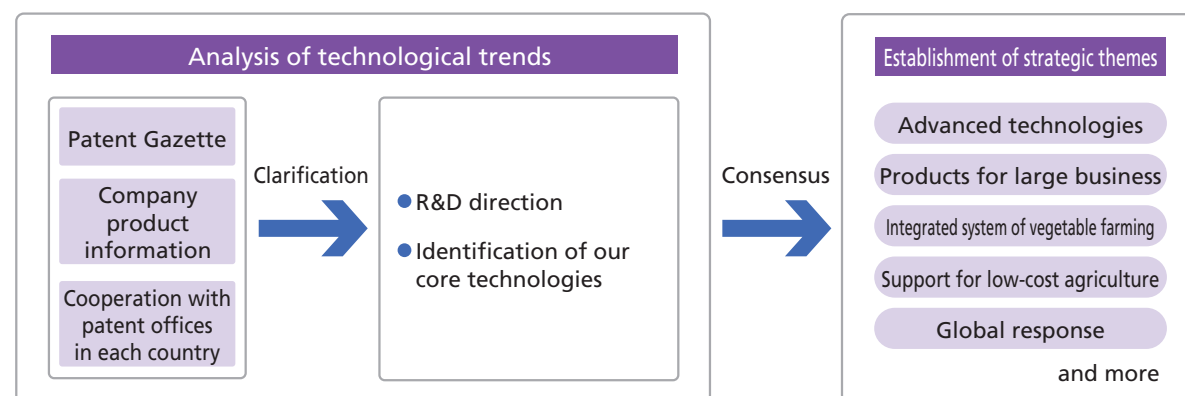 Analysis of technological trends
Patent Gazette
Company
product
information
Cooperation with
patent offices
in each country
Clarification
●R&D direction
●Identification of our
core technologies
Consensus
Establishment of strategic themes
Advanced technologies
Products for large business
Integrated system of vegetable farming
Support for low-cost agriculture
Global response
and more